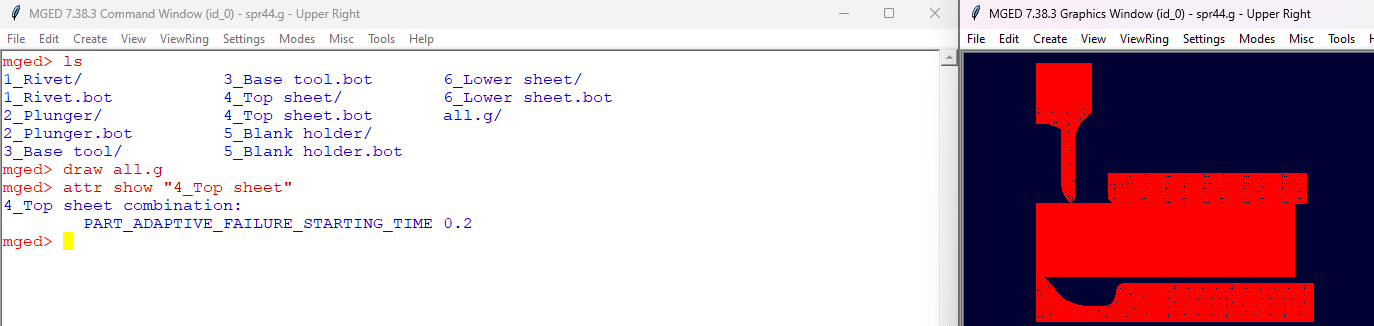 MGED 7.38.3 Command Window (id_0) - spr44.g - Upper Right
File Edit Create View ViewRing Settings Modes Misc Tools Help
mged> ls
1_Rivet/ 3_Base tool.bot 6_Lower sheet/
1_Rivet.bot 4_Top sheet/ 6_Lower sheet.bot
2_Plunger/ 4_Top sheet.bot all.g/
2_Plunger.bot 5_Blank holder/
3_Base tool/ 5_Blank holder.bot
mged> draw all.g
mged> attr show "4_Top sheet"
4_Top sheet combination:
PART_ADAPTIVE_FAILURE_STARTING_TIME 0.2
mged>
MGED 7.38.3 Graphics Window (id_0) - spr44.g - Upper Right
File Edit Create View ViewRing Settings Modes Misc Tools H